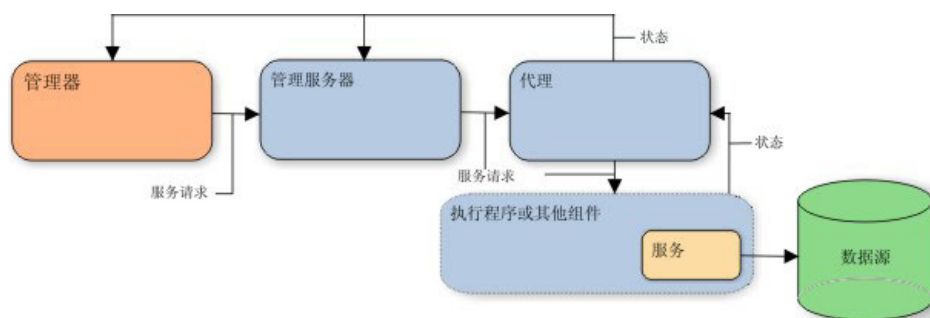 状态
管理器
管理服务器
代理
状态
服务请求
服务请求
执行程序或其他组件
服务
数据源